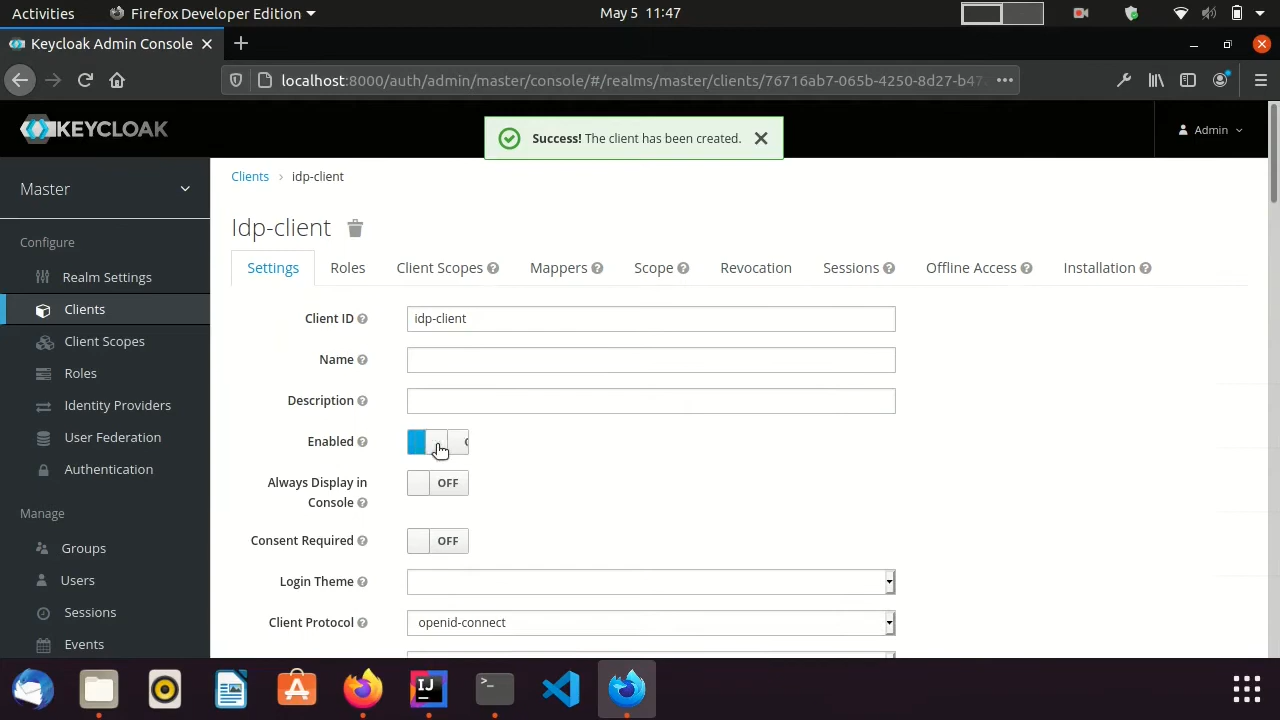 Activities
Firefox Developer Edition
May 5 11:47
Keycloak Admin Console
localhost:8000/auth/admin/master/console/#/realms/master/clients/76716ab7-065b-4250-8d27-b47
KEYCLOAK
Success! The client has been created.
Admin
Master
Clients
idp-client
Configure
Idp-client
Realm Settings
Settings
Roles
Client Scopes
Mappers
Scope
Revocation
Sessions
Offline Access
Installation
Clients
Client ID
idp-client
Client Scopes
Name
Roles
Description
Identity Providers
User Federation
Enabled
Authentication
Always Display in
Console
OFF
Manage
Consent Required
OFF
Groups
Login Theme
Users
Client Protocol
openid-connect
Sessions
Events